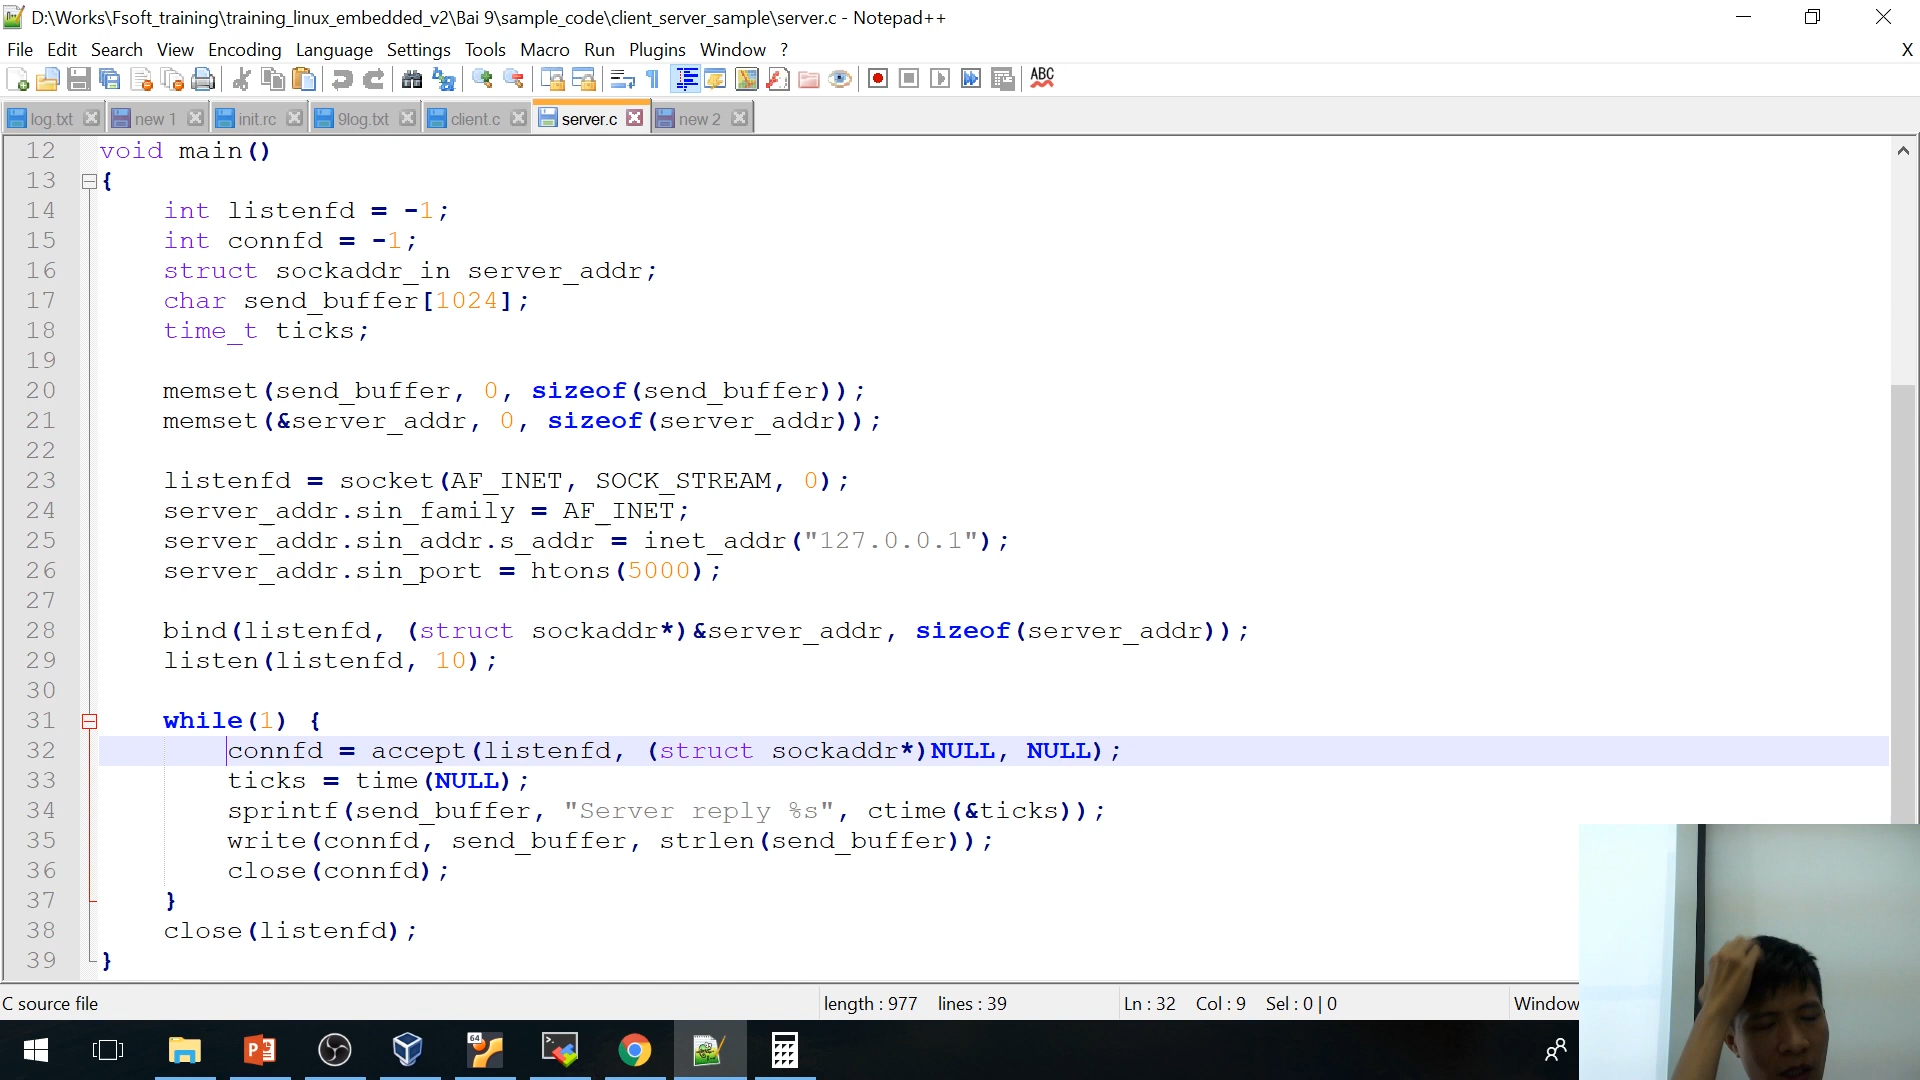 D:\Works\Fsoft_training\training_linux_embedded_v2\Bai 9\sample_code\client_server_sample\server.c - Notepad++
File Edit Search View Encoding Language Settings Tools Macro Run Plugins Window ? X
ABC
log.txt new 1 init.rc 9log.txt client.c server.c new 2
12 void main()
13 {
14 int listenfd = -1;
15 int connfd = -1;
16 struct sockaddr_in server_addr;
17 char send_buffer[1024];
18 time_t ticks;
19
20 memset(send_buffer, 0, sizeof(send_buffer));
21 memset(&server_addr, 0, sizeof(server_addr));
22
23 listenfd = socket(AF_INET, SOCK_STREAM, 0);
24 server_addr.sin_family = AF_INET;
25 server_addr.sin_addr.s_addr = inet_addr("127.0.0.1");
26 server_addr.sin_port = htons(5000);
27
28 bind(listenfd, (struct sockaddr*)&server_addr, sizeof(server_addr));
29 listen(listenfd, 10);
30
31 while(1) {
32 connfd = accept(listenfd, (struct sockaddr*)NULL, NULL);
33 ticks = time(NULL);
34 sprintf(send_buffer, "Server reply %s", ctime(&ticks));
35 write(connfd, send_buffer, strlen(send_buffer));
36 close(connfd);
37 }
38 close(listenfd);
39 }
C source file length : 977 lines : 39 Ln : 32 Col : 9 Sel : 0 | 0 Window
64